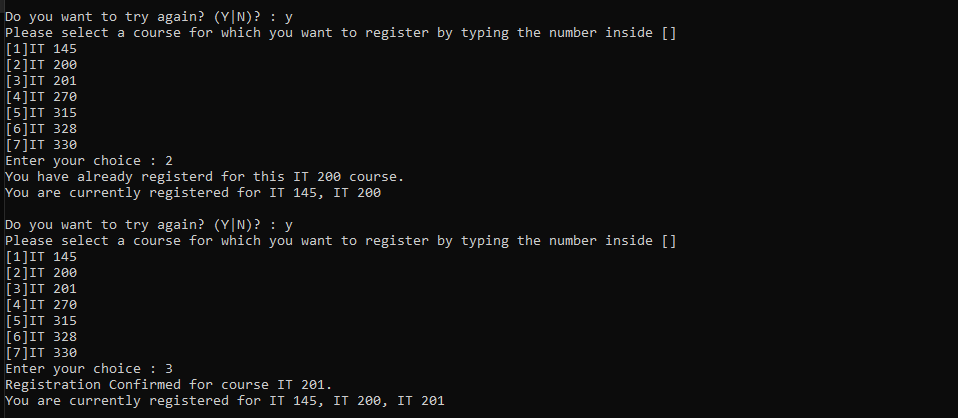 Do you want to try again? (Y|N)? : y
Please select a course for which you want to register by typing the number inside []
[1]IT 145
[2]IT 200
[3]IT 201
[4]IT 270
[5]IT 315
[6]IT 328
[7]IT 330
Enter your choice : 2
You have already registerd for this IT 200 course.
You are currently registered for IT 145, IT 200
Do you want to try again? (Y|N)? : y
Please select a course for which you want to register by typing the number inside []
[1]IT 145
[2]IT 200
[3]IT 201
[4]IT 270
[5]IT 315
[6]IT 328
[7]IT 330
Enter your choice : 3
Registration Confirmed for course IT 201.
You are currently registered for IT 145, IT 200, IT 201